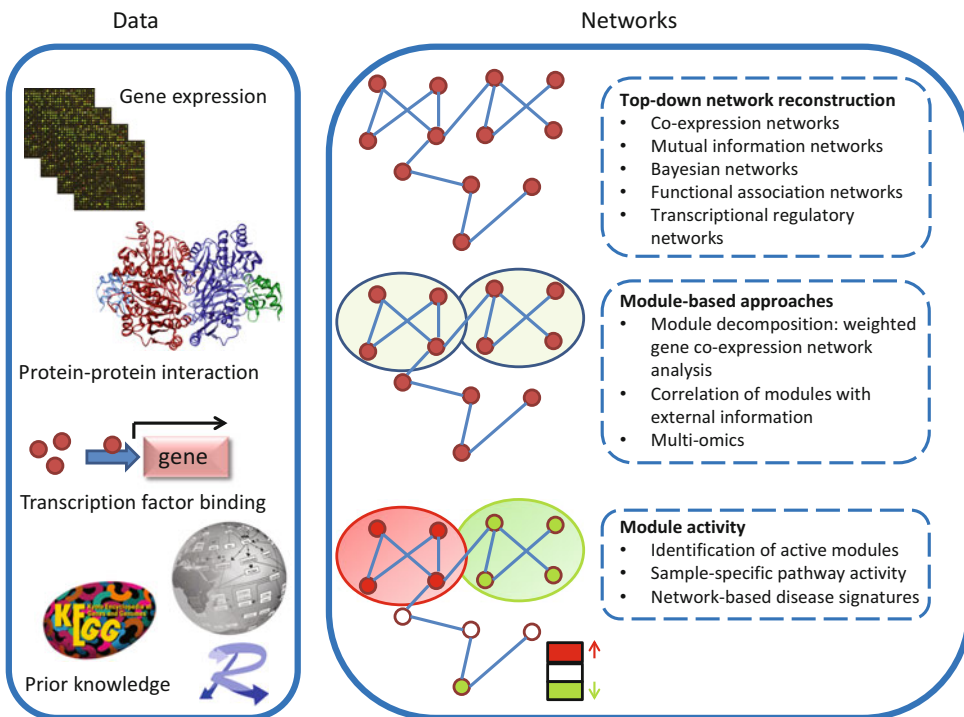 Data
Networks
Gene expression
Protein-protein interaction
gene
Transcription factor binding
KEGG
Prior knowledge
Top-down network reconstruction
• Co-expression networks
• Mutual information networks
• Bayesian networks
• Functional association networks
• Transcriptional regulatory
networks
Module-based approaches
• Module decomposition: weighted
gene co-expression network
analysis
• Correlation of modules with
external information
• Multi-omics
Module activity
• Identification of active modules
• Sample-specific pathway activity
• Network-based disease signatures